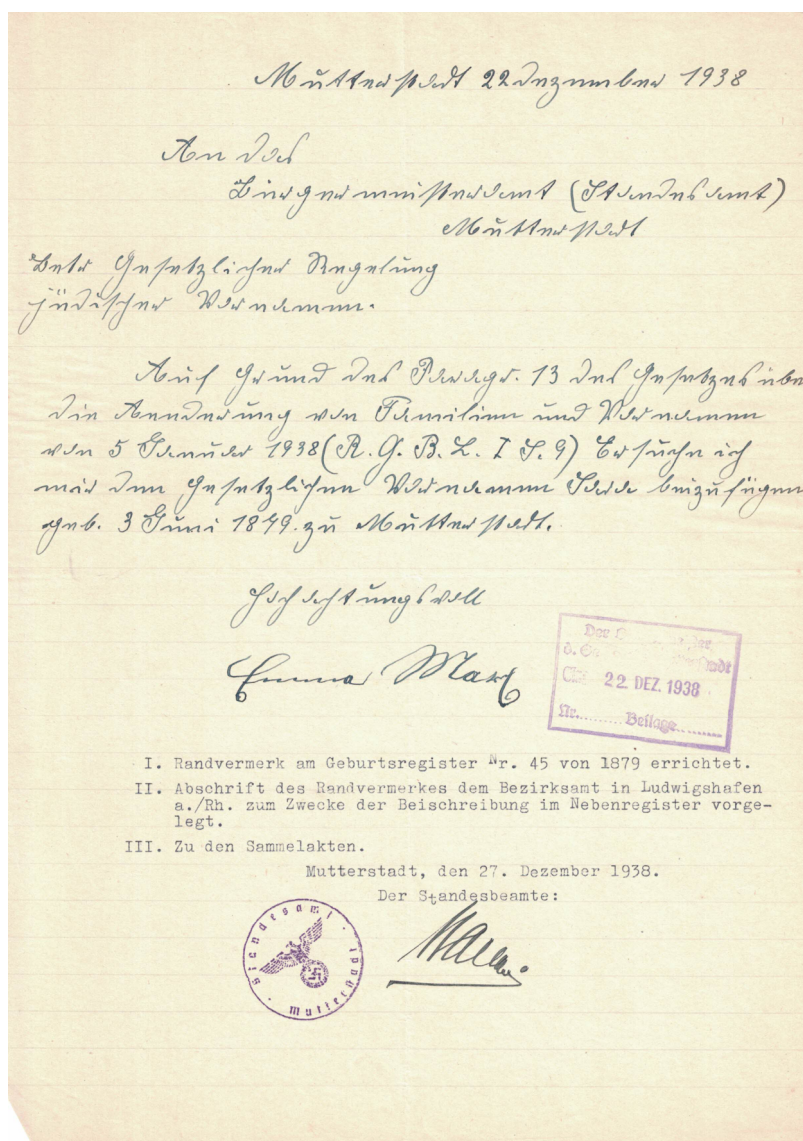 Mutterstadt 22 Dezember 1938
An das
Bürgermeisteramt (Standesamt)
Mutterstadt
Betr Gesetzlicher Regelung
jüdischer Vornamen.
Auf Grund des Paragr. 13 des Gesetzes übe
die Aenderung von Familien und Vornamen
von 5 Januar 1938 (R. G. B. L. I S. 9) Ersuche ich
mir den Gesetzlichen Vornamen Sara beizufügen
geb. 3 Juni 1879. zu Mutterstadt.
Hochachtungsvoll
Emma Marx
Der
d.
22. DEZ. 1938
Nr......... Beilage.........
I. Randvermerk am Geburtsregister Nr. 45 von 1879 errichtet.
II. Abschrift des Randvermerkes dem Bezirksamt in Ludwigshafen
a./Rh. zum Zwecke der Beischreibung im Nebenregister vorge-
legt.
III. Zu den Sammelakten.
Mutterstadt, den 27. Dezember 1938.
Der Standesbeamte:
Standesamt · Mutterstadt ·